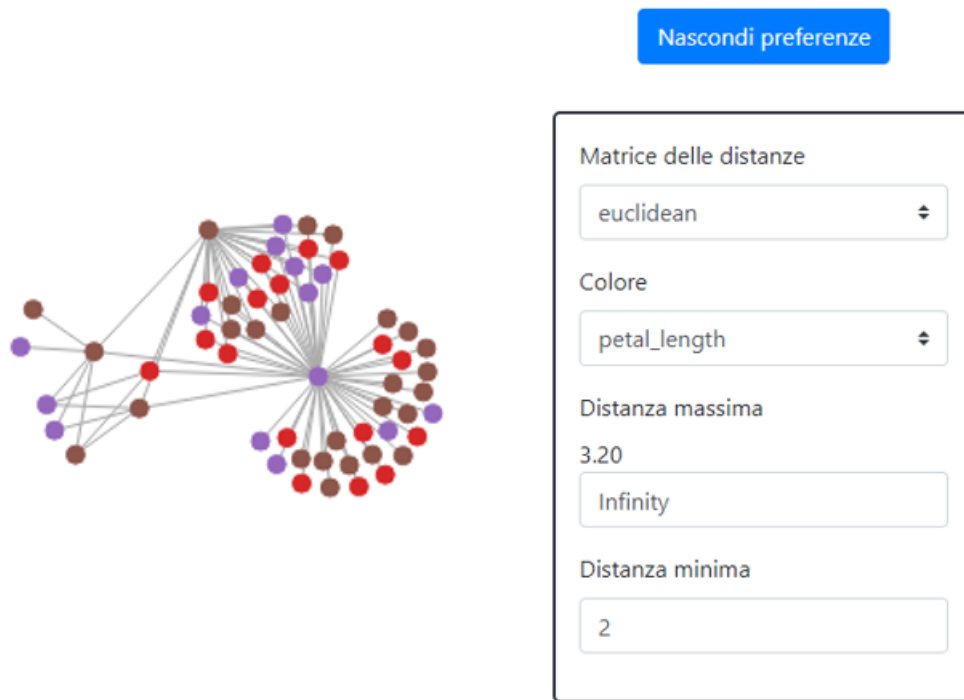 Nascondi preferenze
Matrice delle distanze
euclidean
Colore
petal_length
Distanza massima
3.20
Infinity
Distanza minima
2